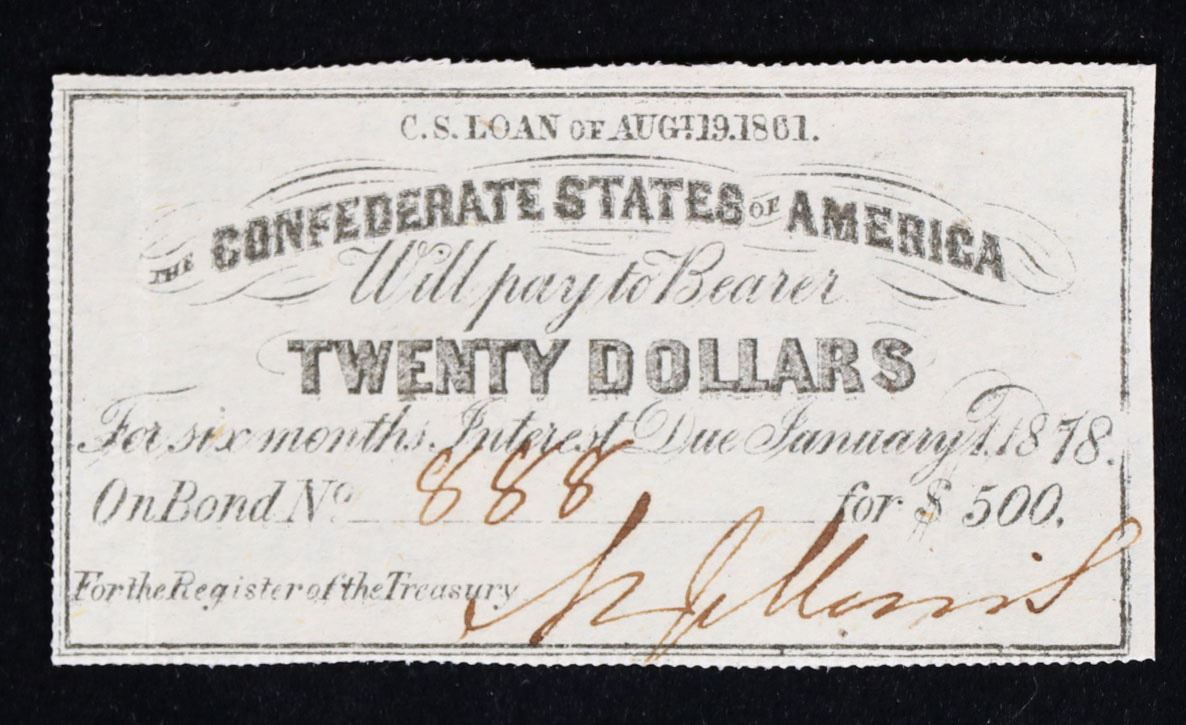 C.S. LOAN OF AUGT. 19. 1861.
THE CONFEDERATE STATES OF AMERICA
Will pay to Bearer
TWENTY DOLLARS
For six months Interest Due January 1. 1878.
On Bond No. 888 for $ 500.
For the Register of the Treasury Morris